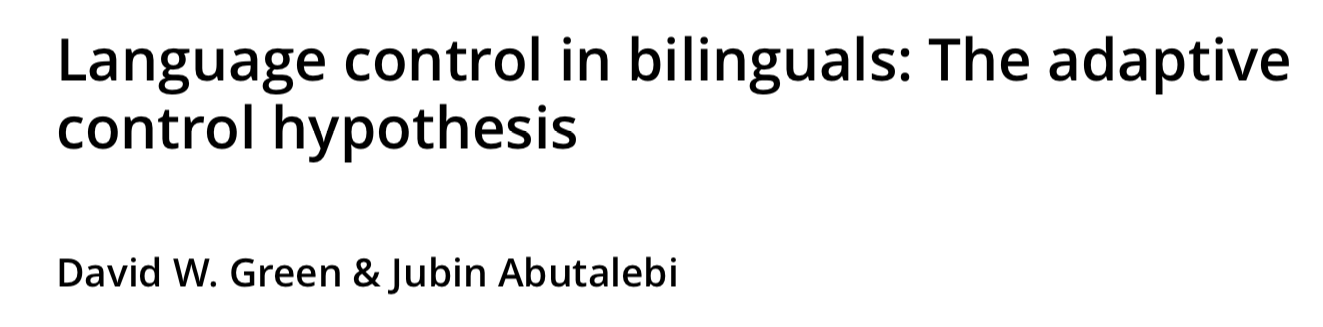 Language control in bilinguals: The adaptive
control hypothesis
David W. Green & Jubin Abutalebi